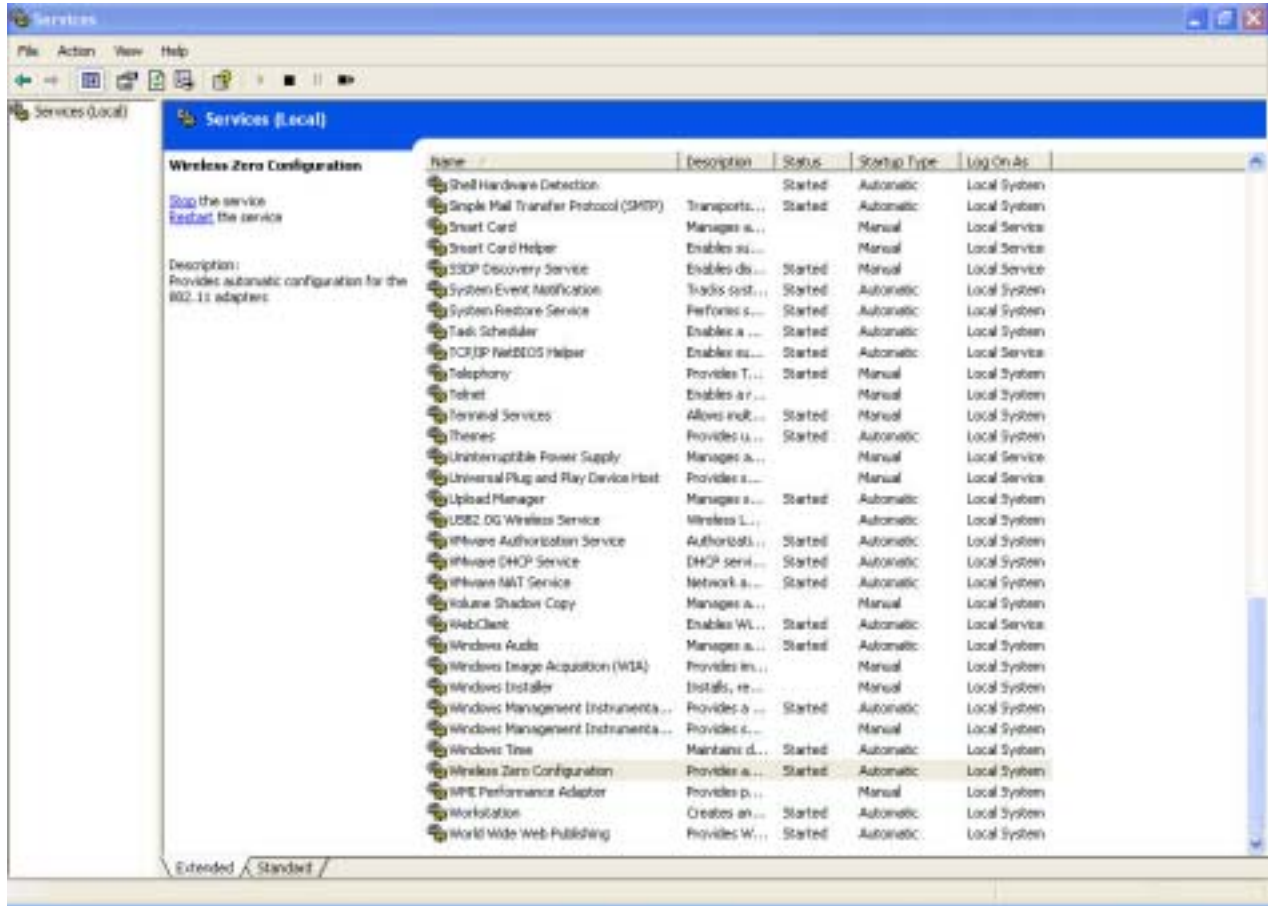 Services
File Action View Help
Services (Local)
Services (Local)
Wireless Zero Configuration
Stop the service
Restart the service
Description:
Provides automatic configuration for the
802.11 adapters
Name Description Status Startup Type Log On As
Shell Hardware Detection Started Automatic Local System
Simple Mail Transfer Protocol (SMTP) Transports... Started Automatic Local System
Smart Card Manages a... Manual Local Service
Smart Card Helper Enables su... Manual Local Service
SSDP Discovery Service Enables dis... Started Manual Local Service
System Event Notification Tracks syst... Started Automatic Local System
System Restore Service Performs s... Started Automatic Local System
Task Scheduler Enables a ... Started Automatic Local System
TCP/IP NetBIOS Helper Enables su... Started Automatic Local Service
Telephony Provides T... Started Manual Local System
Telnet Enables a r... Manual Local System
Terminal Services Allows mult... Started Manual Local System
Themes Provides u... Started Automatic Local System
Uninterruptible Power Supply Manages a... Manual Local Service
Universal Plug and Play Device Host Provides s... Manual Local Service
Upload Manager Manages s... Started Automatic Local System
USB2.0G Wireless Service Wireless L... Automatic Local System
VMware Authorization Service Authorizati... Started Automatic Local System
VMware DHCP Service DHCP servi... Started Automatic Local System
VMware NAT Service Network a... Started Automatic Local System
Volume Shadow Copy Manages a... Manual Local System
WebClient Enables Wi... Started Automatic Local Service
Windows Audio Manages a... Started Automatic Local System
Windows Image Acquisition (WIA) Provides im... Manual Local System
Windows Installer Installs, re... Manual Local System
Windows Management Instrumenta... Provides a ... Started Automatic Local System
Windows Management Instrumenta... Provides s... Manual Local System
Windows Time Maintains d... Started Automatic Local System
Wireless Zero Configuration Provides a... Started Automatic Local System
WMI Performance Adapter Provides p... Manual Local System
Workstation Creates an... Started Automatic Local System
World Wide Web Publishing Provides W... Started Automatic Local System
Extended Standard